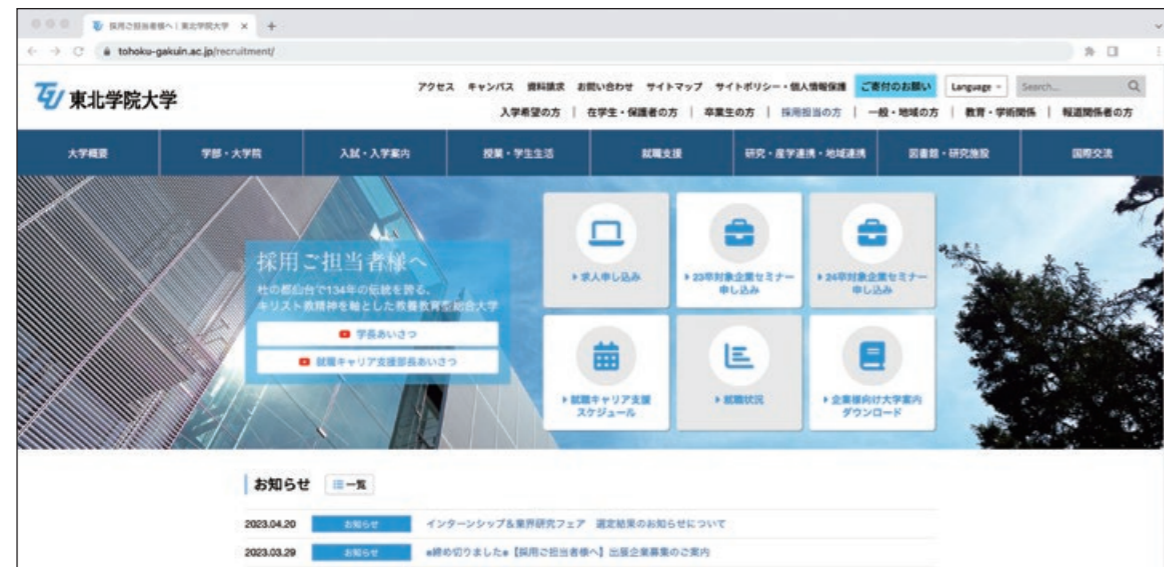 採用ご担当者様へ | 東北学院大学 × +
tohoku-gakuin.ac.jp/recruitment/
TG 東北学院大学
アクセス キャンパス 資料請求 お問い合わせ サイトマップ サイトポリシー・個人情報保護 ご寄付のお願い Language Search...
入学希望の方 | 在学生・保護者の方 | 卒業生の方 | 採用担当の方 | 一般・地域の方 | 教育・学術関係 | 報道関係者の方
大学概要 学部・大学院 入試・入学案内 授業・学生生活 就職支援 研究・産学連携・地域連携 図書館・研究施設 国際交流
採用ご担当者様へ
杜の都仙台で134年の伝統を誇る、
キリスト教精神を軸とした教養教育型総合大学
学長あいさつ
就職キャリア支援部長あいさつ
求人申し込み
23卒対象企業セミナー
申し込み
24卒対象企業セミナー
申し込み
就職キャリア支援
スケジュール
就職状況
企業様向け大学案内
ダウンロード
お知らせ 一覧
2023.04.20 お知らせ インターンシップ&業界研究フェア 選定結果のお知らせについて
2023.03.29 お知らせ ※締め切りました※【採用ご担当者様へ】出展企業募集のご案内